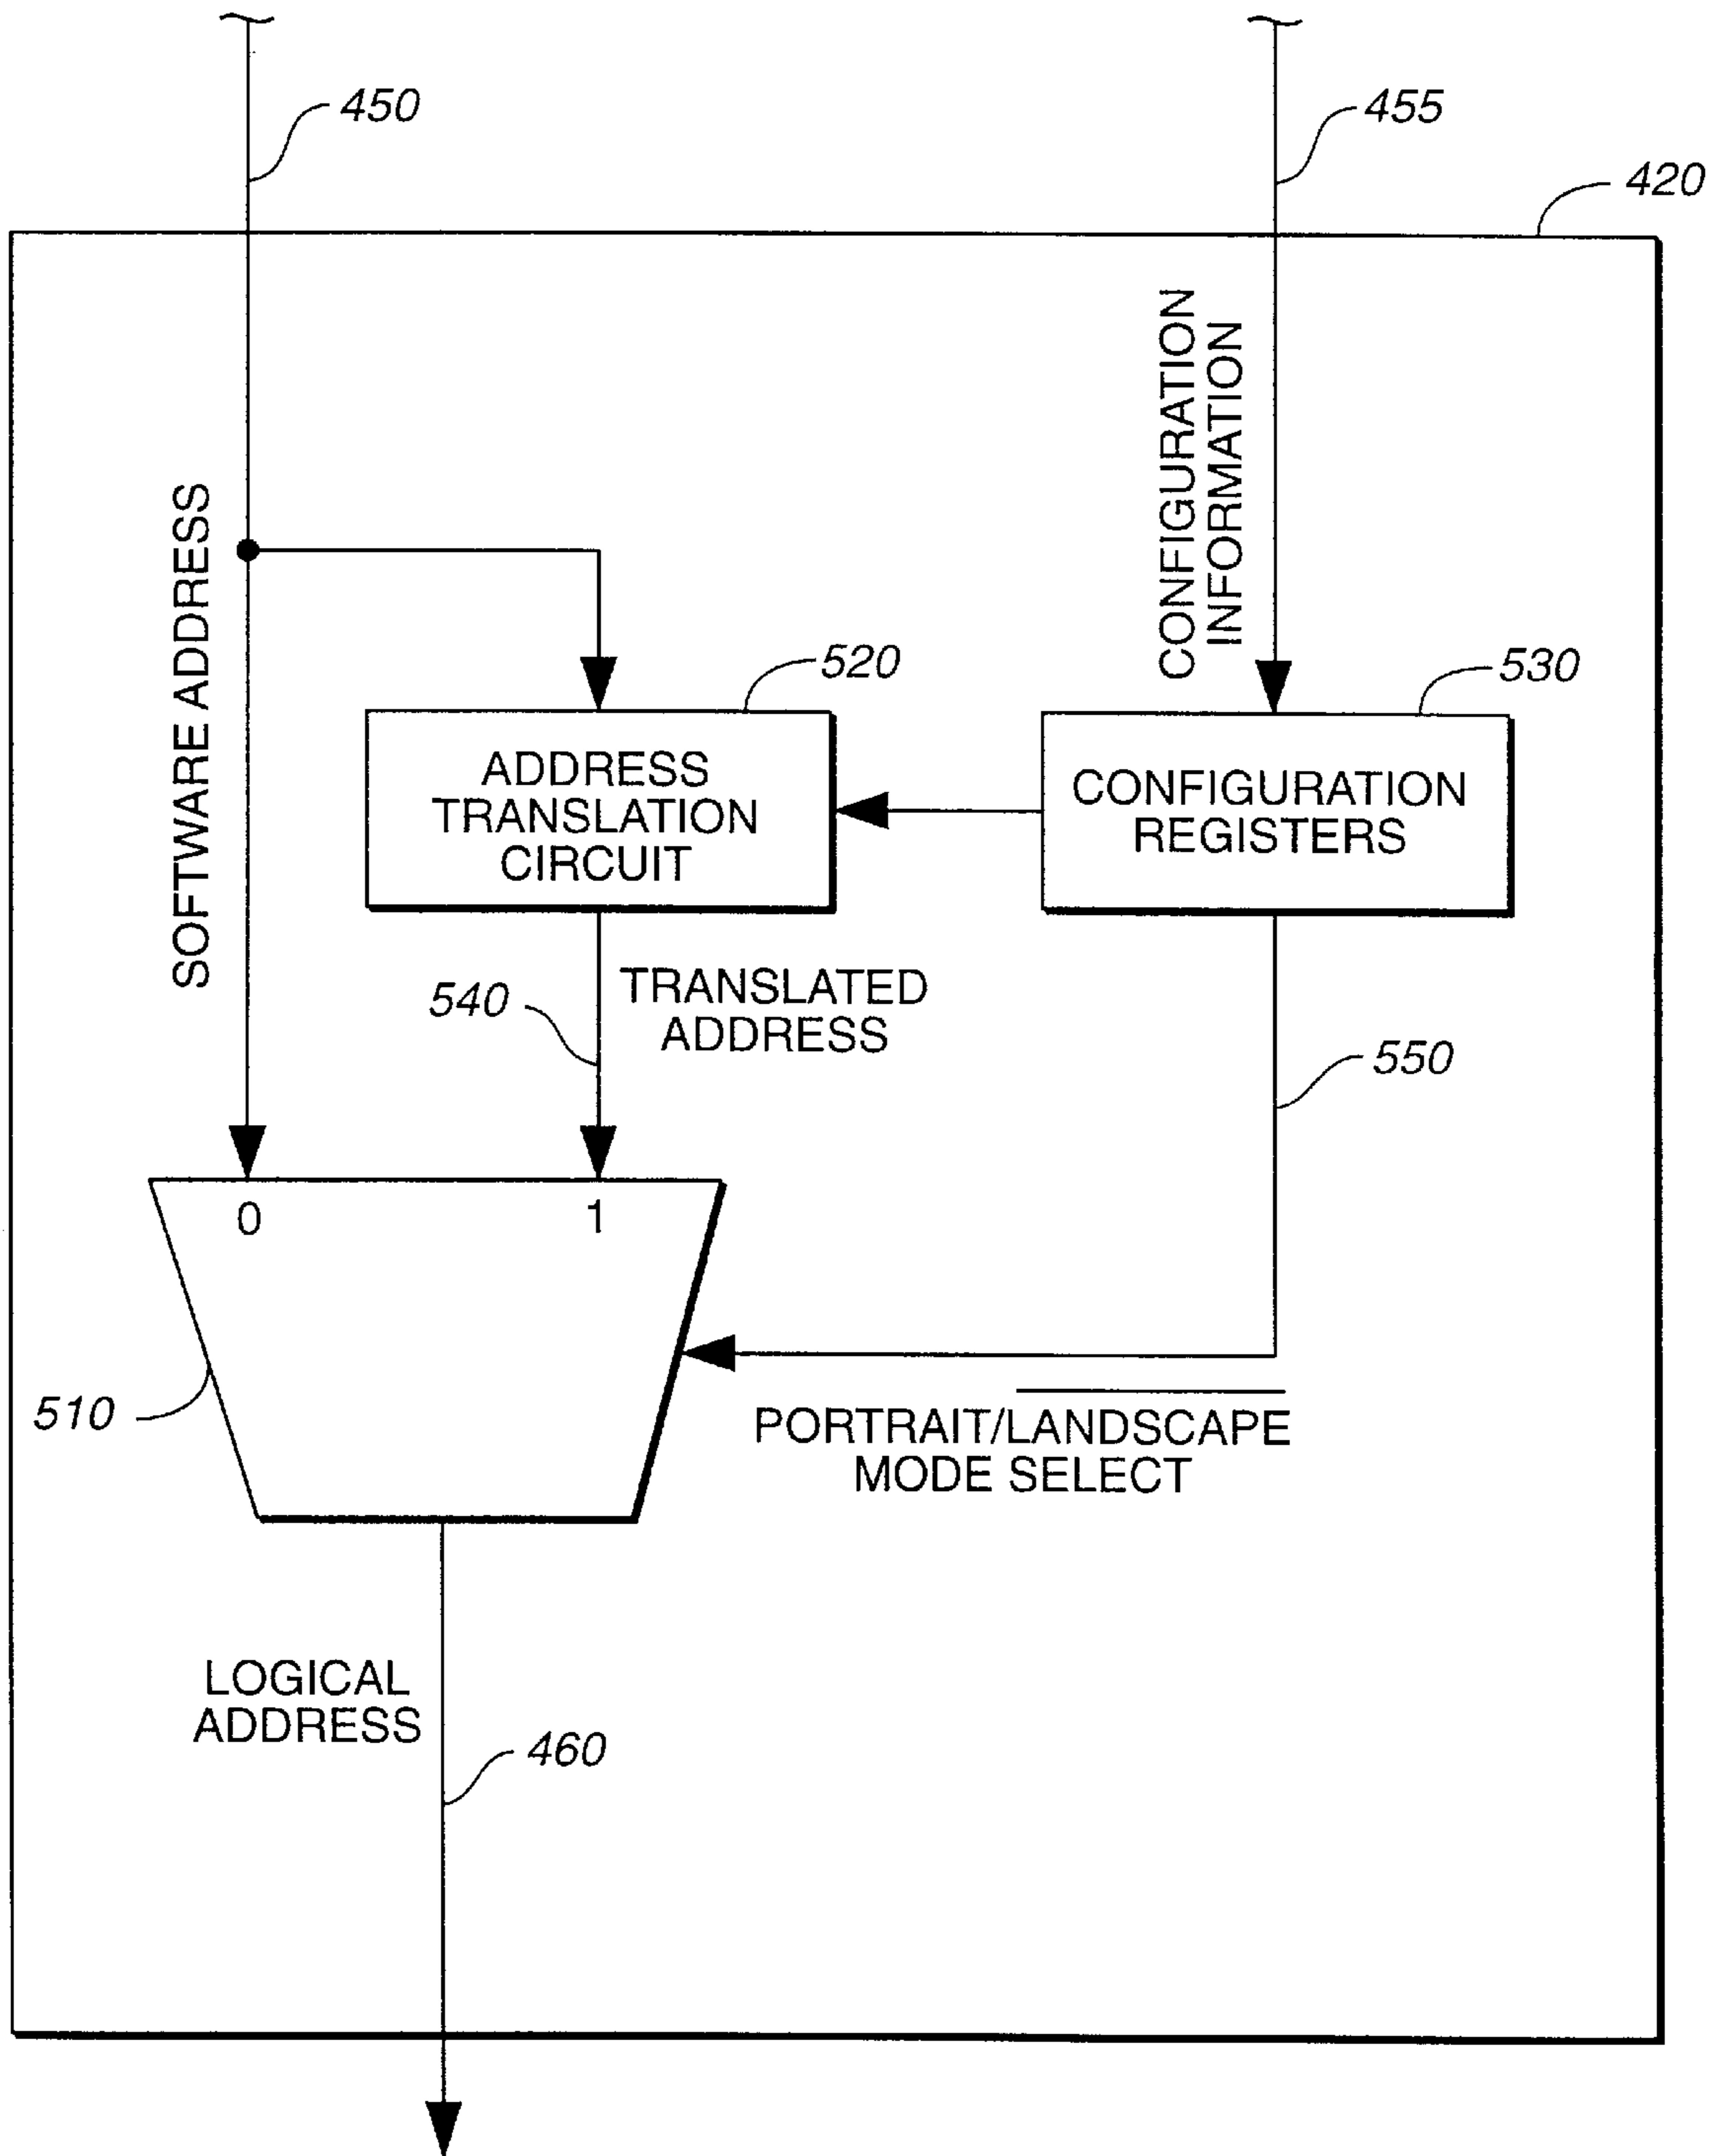 450
455
420
CONFIGURATION
INFORMATION
SOFTWARE ADDRESS
520
530
ADDRESS
TRANSLATION
CIRCUIT
CONFIGURATION
REGISTERS
540
TRANSLATED
ADDRESS
550
0
1
510
PORTRAIT/LANDSCAPE
MODE SELECT
LOGICAL
ADDRESS
460